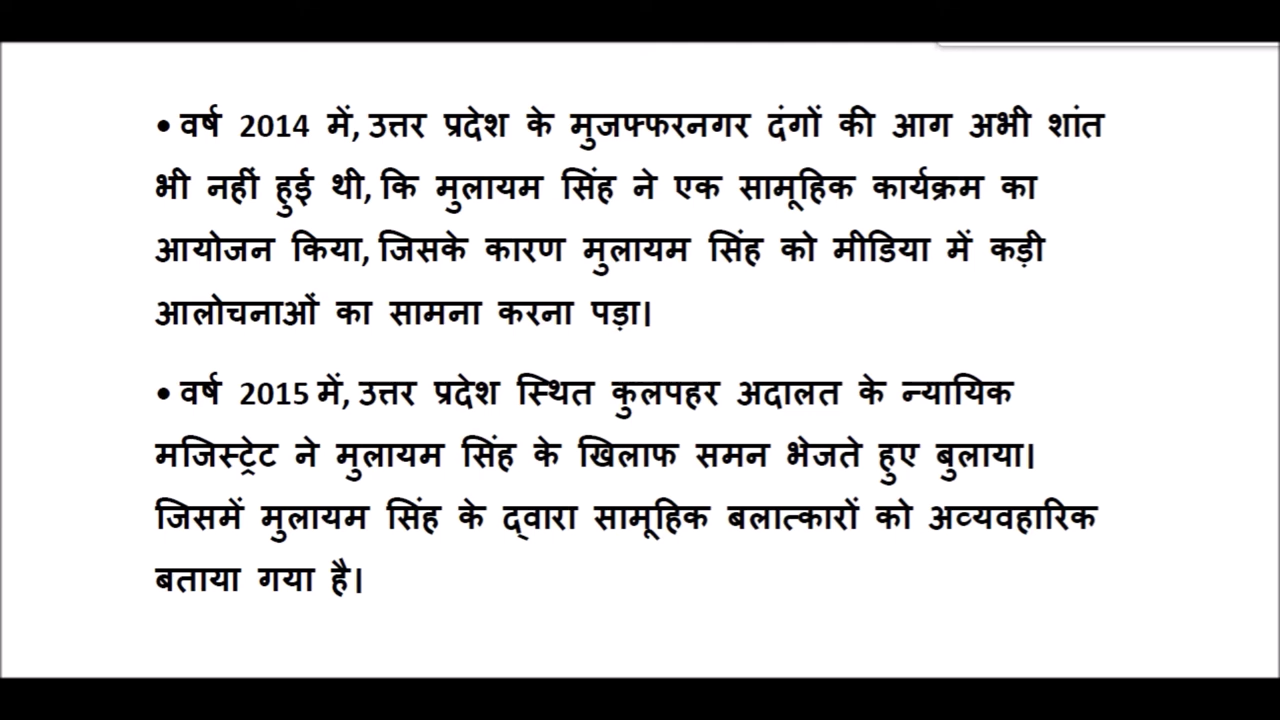 • वर्ष 2014 में, उत्तर प्रदेश के मुजफ्फरनगर दंगों की आग अभी शांत
भी नहीं हुई थी, कि मुलायम सिंह ने एक सामूहिक कार्यक्रम का
आयोजन किया, जिसके कारण मुलायम सिंह को मीडिया में कड़ी
आलोचनाओं का सामना करना पड़ा।
• वर्ष 2015 में, उत्तर प्रदेश स्थित कुलपहर अदालत के न्यायिक
मजिस्ट्रेट ने मुलायम सिंह के खिलाफ समन भेजते हुए बुलाया।
जिसमें मुलायम सिंह के द्वारा सामूहिक बलात्कारों को अव्यवहारिक
बताया गया है।